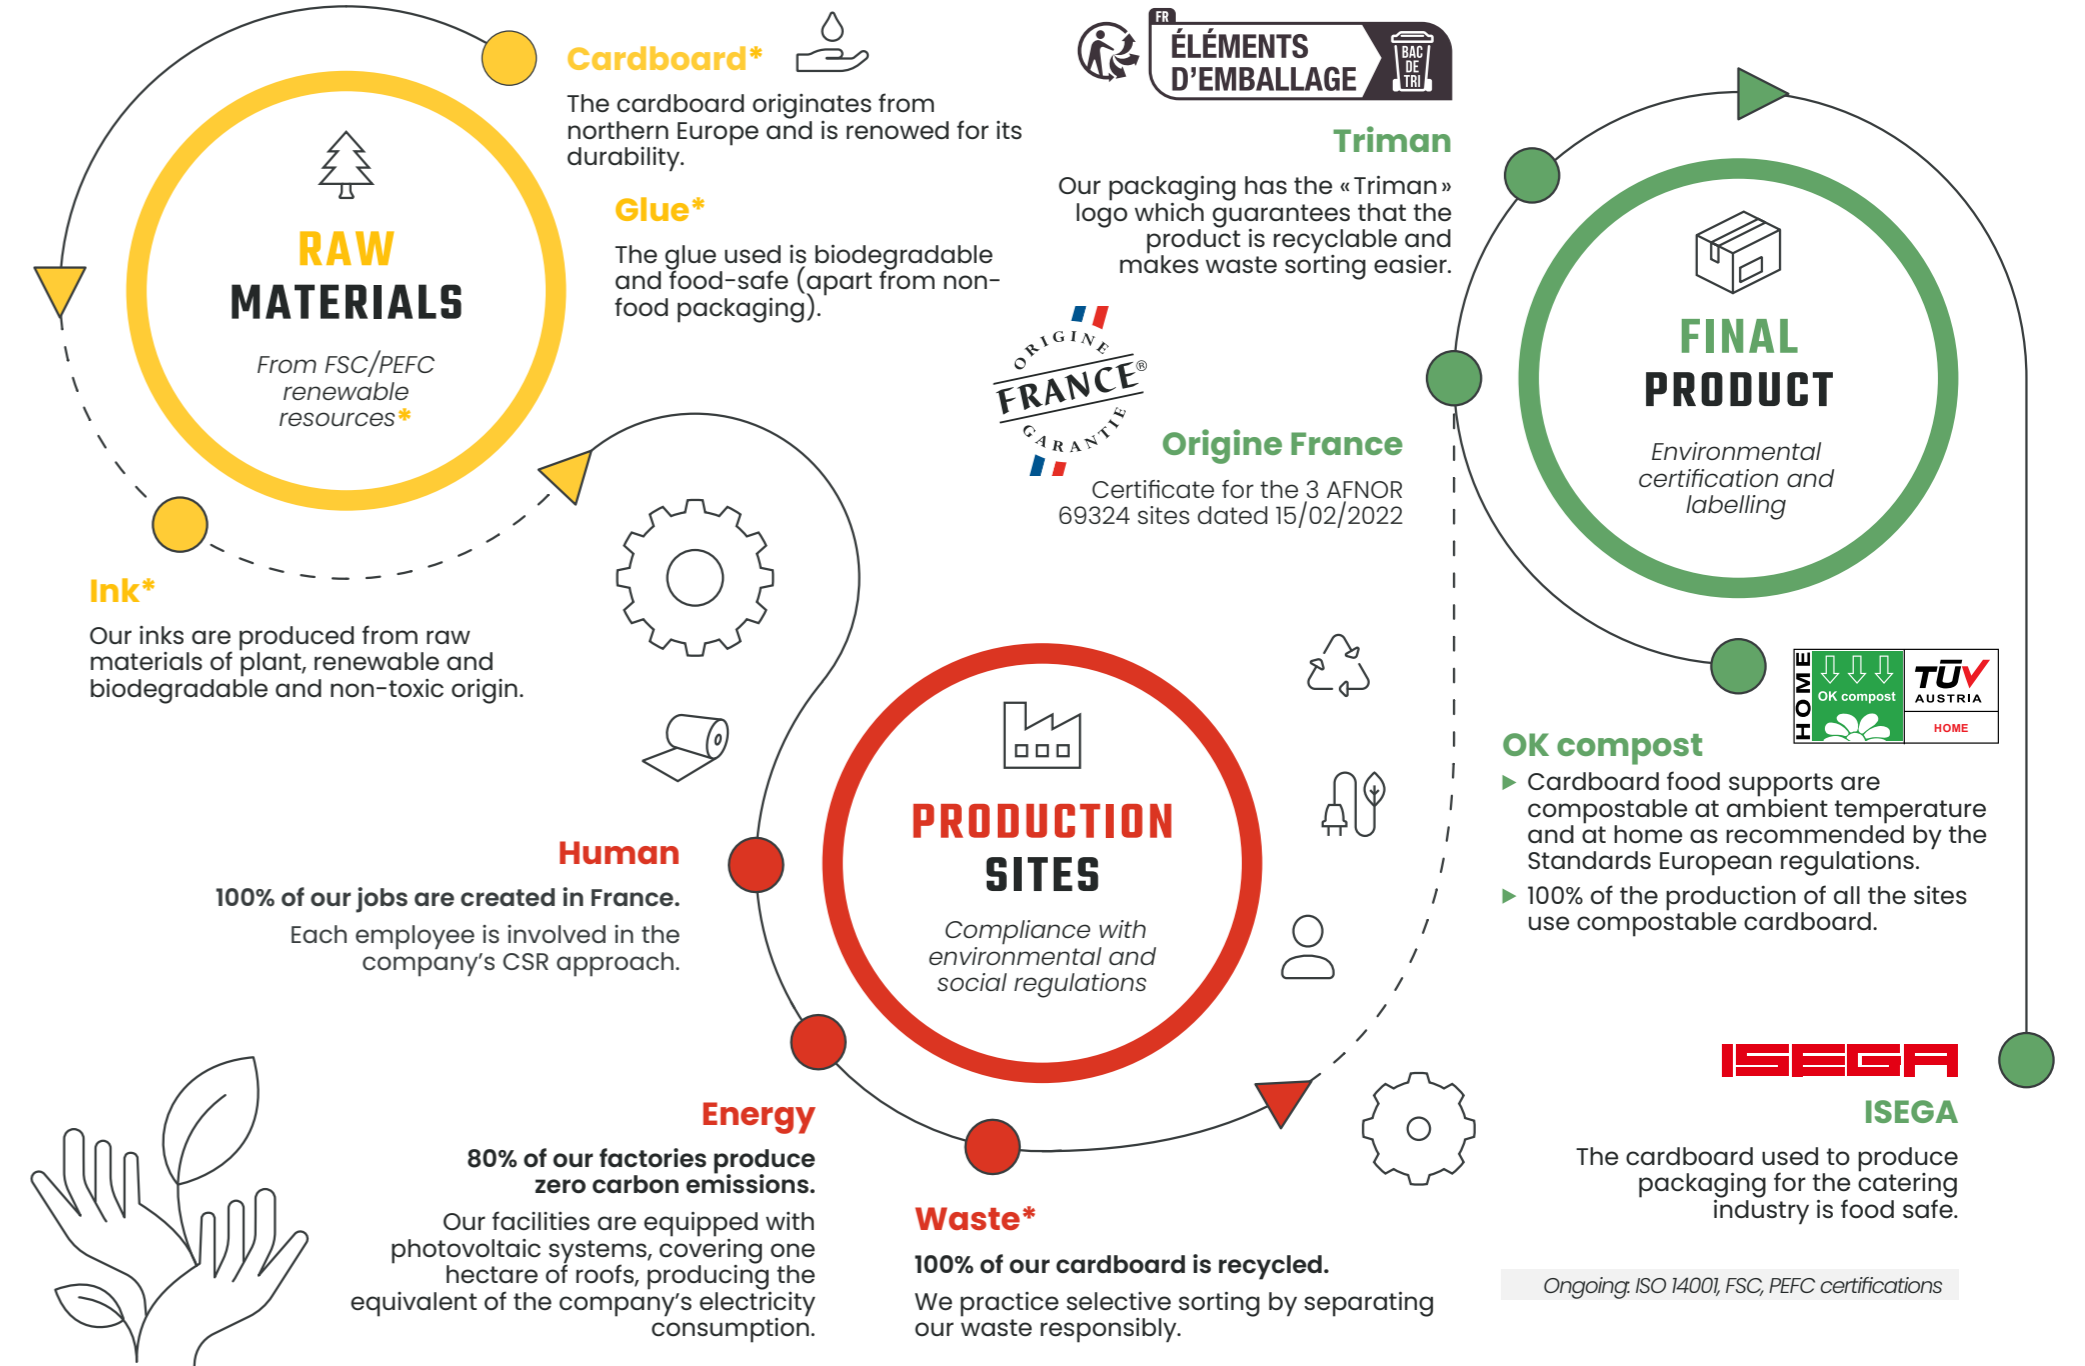 Cardboard*
The cardboard originates from
northern Europe and is renowed for its
durability.
Glue*
The glue used is biodegradable
and food-safe (apart from non-
food packaging).
RAW
MATERIALS
From FSC/PEFC
renewable
resources*
Ink*
Our inks are produced from raw
materials of plant, renewable and
biodegradable and non-toxic origin.
Human
100% of our jobs are created in France.
Each employee is involved in the
company's CSR approach.
PRODUCTION
SITES
Compliance with
environmental and
social regulations
Energy
80% of our factories produce
zero carbon emissions.
Our facilities are equipped with
photovoltaic systems, covering one
hectare of roofs, producing the
equivalent of the company's electricity
consumption.
Waste*
100% of our cardboard is recycled.
We practice selective sorting by separating
our waste responsibly.
FR
ÉLÉMENTS
D'EMBALLAGE
BAC
DE
TRI
Triman
Our packaging has the «Triman»
logo which guarantees that the
product is recyclable and
makes waste sorting easier.
ORIGINE
FRANCE®
GARANTIE
Origine France
Certificate for the 3 AFNOR
69324 sites dated 15/02/2022
FINAL
PRODUCT
Environmental
certification and
labelling
HOME
OK compost
TÜV
AUSTRIA
HOME
OK compost
► Cardboard food supports are
compostable at ambient temperature
and at home as recommended by the
Standards European regulations.
► 100% of the production of all the sites
use compostable cardboard.
ISEGA
ISEGA
The cardboard used to produce
packaging for the catering
industry is food safe.
Ongoing: ISO 14001, FSC, PEFC certifications